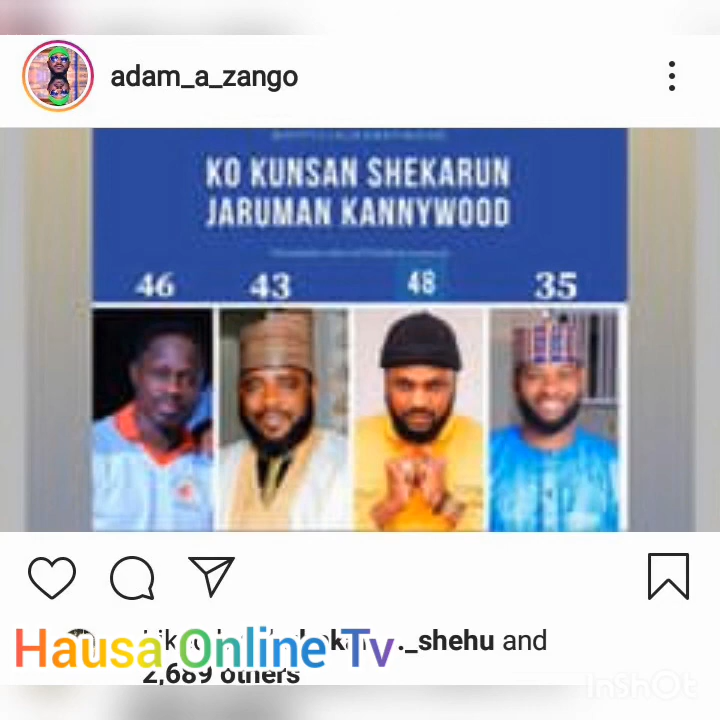 adam_a_zango
KO KUNSAN SHEKARUN
JARUMAN KANNYWOOD
46 43 48 35
._shehu and
Hausa Online Tv
2,689 others
InShOt